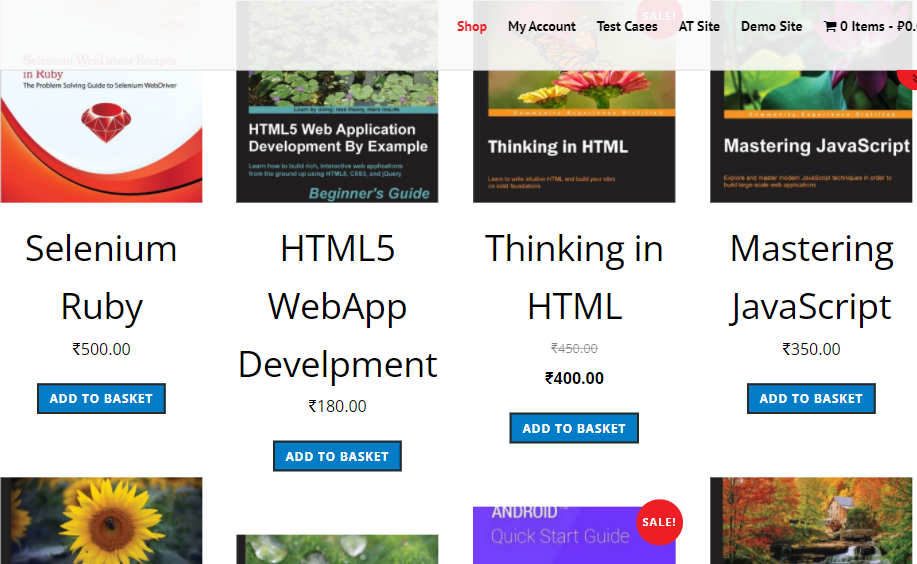 Shop My Account Test Cases AT Site Demo Site 0 Items - ₽0.
SALE!
Selenium WebDriver Recipes
in Ruby
The Problem Solving Guide to Selenium WebDriver
Learn by doing: less theory, more results
HTML5 Web Application
Development By Example
Learn how to build rich, interactive web applications
from the ground up using HTML5, CSS3, and jQuery
Beginner's Guide
Community Experience Distilled
Thinking in HTML
Learn to write intuitive HTML and build your sites
on solid foundations
Community Experience Distilled
Mastering JavaScript
Explore and master modern JavaScript techniques in order to
build large-scale web applications
Selenium
Ruby
₹500.00
ADD TO BASKET
HTML5
WebApp
Develpment
₹180.00
ADD TO BASKET
Thinking in
HTML
₹450.00
₹400.00
ADD TO BASKET
Mastering
JavaScript
₹350.00
ADD TO BASKET
ANDROID
Quick Start Guide
SALE!